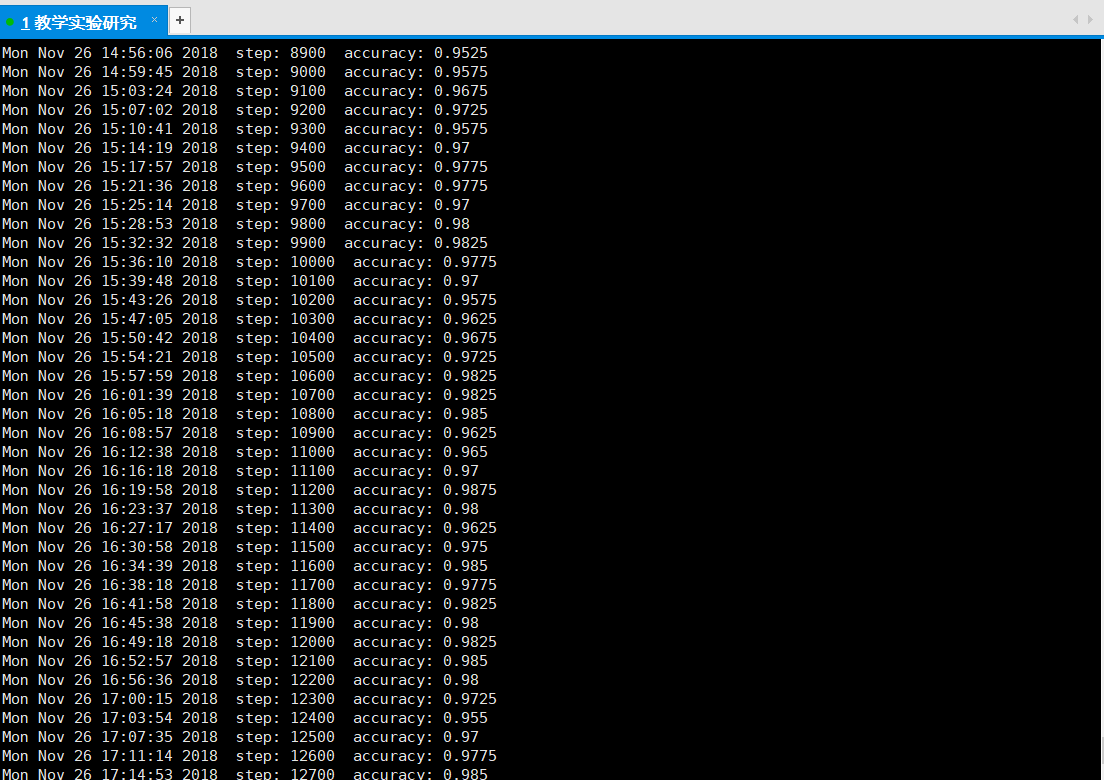 1 教学实验研究 × +
Mon Nov 26 14:56:06 2018  step: 8900  accuracy: 0.9525
Mon Nov 26 14:59:45 2018  step: 9000  accuracy: 0.9575
Mon Nov 26 15:03:24 2018  step: 9100  accuracy: 0.9675
Mon Nov 26 15:07:02 2018  step: 9200  accuracy: 0.9725
Mon Nov 26 15:10:41 2018  step: 9300  accuracy: 0.9575
Mon Nov 26 15:14:19 2018  step: 9400  accuracy: 0.97
Mon Nov 26 15:17:57 2018  step: 9500  accuracy: 0.9775
Mon Nov 26 15:21:36 2018  step: 9600  accuracy: 0.9775
Mon Nov 26 15:25:14 2018  step: 9700  accuracy: 0.97
Mon Nov 26 15:28:53 2018  step: 9800  accuracy: 0.98
Mon Nov 26 15:32:32 2018  step: 9900  accuracy: 0.9825
Mon Nov 26 15:36:10 2018  step: 10000  accuracy: 0.9775
Mon Nov 26 15:39:48 2018  step: 10100  accuracy: 0.97
Mon Nov 26 15:43:26 2018  step: 10200  accuracy: 0.9575
Mon Nov 26 15:47:05 2018  step: 10300  accuracy: 0.9625
Mon Nov 26 15:50:42 2018  step: 10400  accuracy: 0.9675
Mon Nov 26 15:54:21 2018  step: 10500  accuracy: 0.9725
Mon Nov 26 15:57:59 2018  step: 10600  accuracy: 0.9825
Mon Nov 26 16:01:39 2018  step: 10700  accuracy: 0.9825
Mon Nov 26 16:05:18 2018  step: 10800  accuracy: 0.985
Mon Nov 26 16:08:57 2018  step: 10900  accuracy: 0.9625
Mon Nov 26 16:12:38 2018  step: 11000  accuracy: 0.965
Mon Nov 26 16:16:18 2018  step: 11100  accuracy: 0.97
Mon Nov 26 16:19:58 2018  step: 11200  accuracy: 0.9875
Mon Nov 26 16:23:37 2018  step: 11300  accuracy: 0.98
Mon Nov 26 16:27:17 2018  step: 11400  accuracy: 0.9625
Mon Nov 26 16:30:58 2018  step: 11500  accuracy: 0.975
Mon Nov 26 16:34:39 2018  step: 11600  accuracy: 0.985
Mon Nov 26 16:38:18 2018  step: 11700  accuracy: 0.9775
Mon Nov 26 16:41:58 2018  step: 11800  accuracy: 0.9825
Mon Nov 26 16:45:38 2018  step: 11900  accuracy: 0.98
Mon Nov 26 16:49:18 2018  step: 12000  accuracy: 0.9825
Mon Nov 26 16:52:57 2018  step: 12100  accuracy: 0.985
Mon Nov 26 16:56:36 2018  step: 12200  accuracy: 0.98
Mon Nov 26 17:00:15 2018  step: 12300  accuracy: 0.9725
Mon Nov 26 17:03:54 2018  step: 12400  accuracy: 0.955
Mon Nov 26 17:07:35 2018  step: 12500  accuracy: 0.97
Mon Nov 26 17:11:14 2018  step: 12600  accuracy: 0.9775
Mon Nov 26 17:14:53 2018  step: 12700  accuracy: 0.985